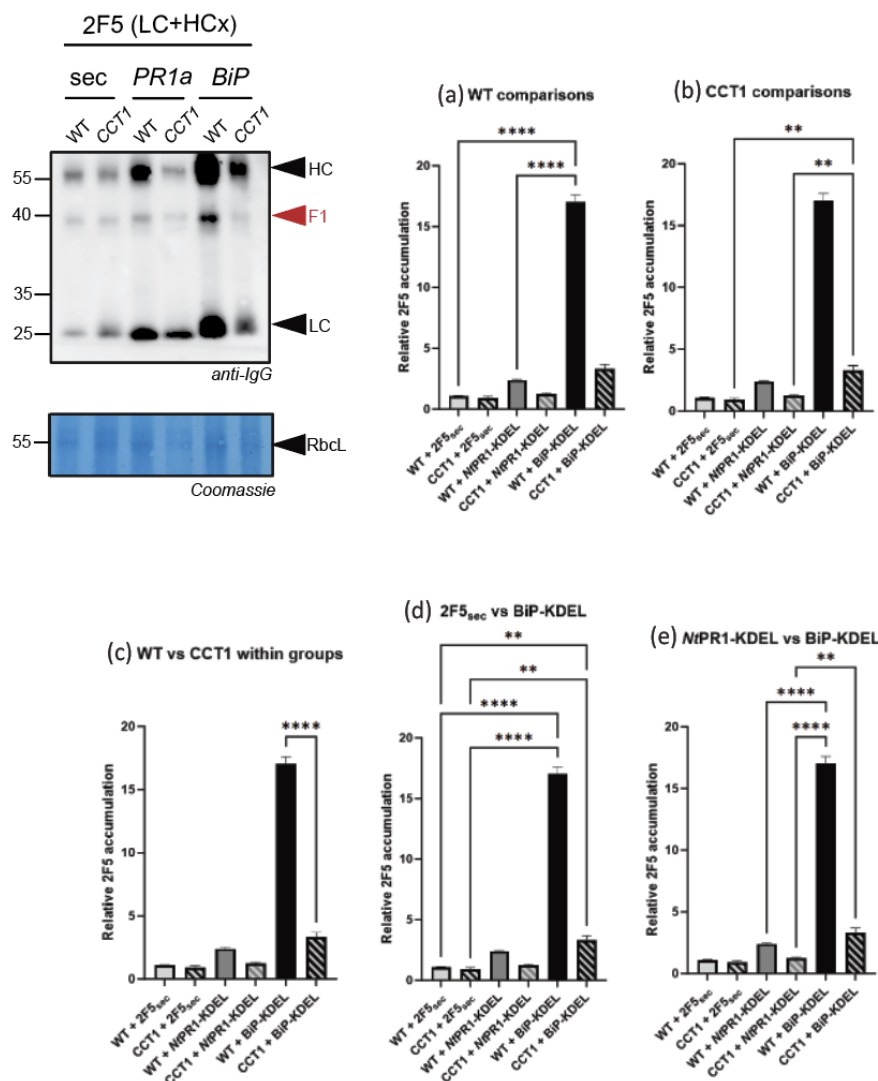 2F5 (LC+HCx)
sec PR1a BiP
WT CCT1 WT CCT1 WT CCT1
55
40
35
25
HC
F1
LC
anti-IgG
55
RbcL
Coomassie
(a) WT comparisons
****
****
Relative 2F5 accumulation
20
15
10
5
0
WT + 2F5sec
CCT1 + 2F5sec
WT + NtPR1-KDEL
CCT1 + NtPR1-KDEL
WT + BiP-KDEL
CCT1 + BiP-KDEL
(b) CCT1 comparisons
**
**
Relative 2F5 accumulation
20
15
10
5
0
WT + 2F5sec
CCT1 + 2F5sec
WT + NtPR1-KDEL
CCT1 + NtPR1-KDEL
WT + BiP-KDEL
CCT1 + BiP-KDEL
(c) WT vs CCT1 within groups
****
Relative 2F5 accumulation
20
15
10
5
0
WT + 2F5sec
CCT1 + 2F5sec
WT + NtPR1-KDEL
CCT1 + NtPR1-KDEL
WT + BiP-KDEL
CCT1 + BiP-KDEL
(d) 2F5sec vs BiP-KDEL
**
**
****
****
Relative 2F5 accumulation
20
15
10
5
0
WT + 2F5sec
CCT1 + 2F5sec
WT + NtPR1-KDEL
CCT1 + NtPR1-KDEL
WT + BiP-KDEL
CCT1 + BiP-KDEL
(e) NtPR1-KDEL vs BiP-KDEL
**
****
****
Relative 2F5 accumulation
20
15
10
5
0
WT + 2F5sec
CCT1 + 2F5sec
WT + NtPR1-KDEL
CCT1 + NtPR1-KDEL
WT + BiP-KDEL
CCT1 + BiP-KDEL